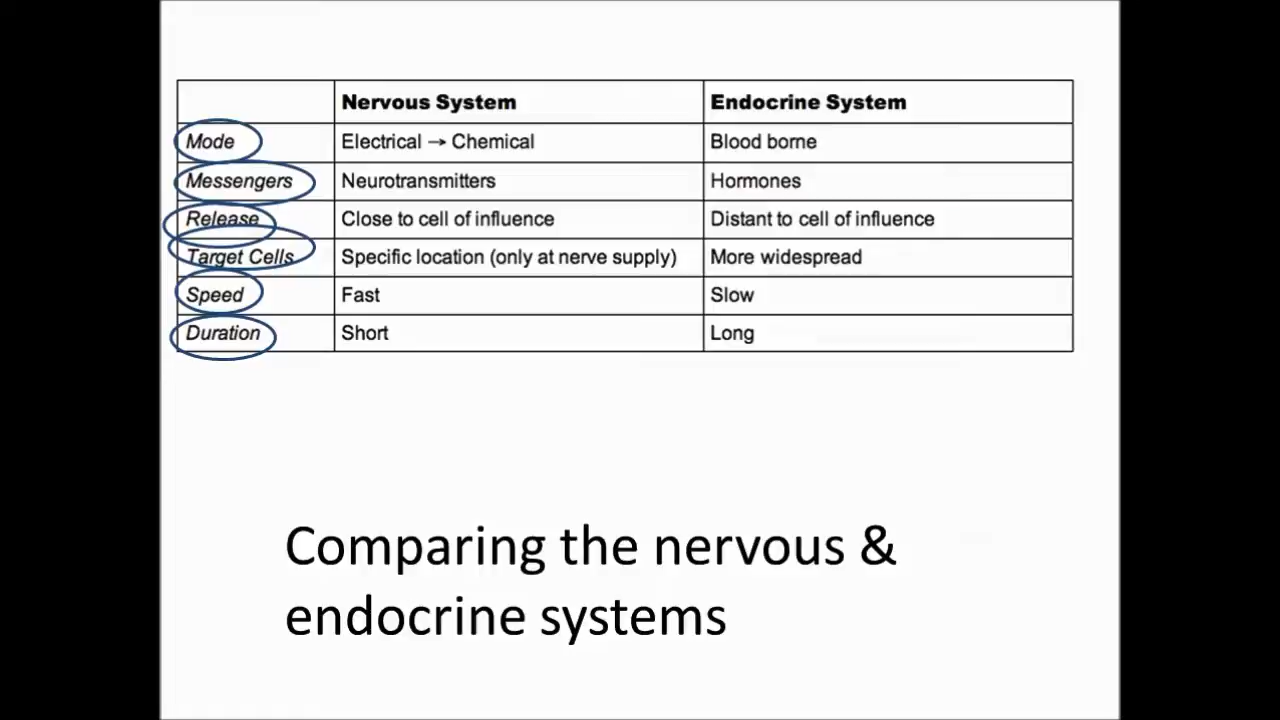 Nervous System Endocrine System
Mode Electrical → Chemical Blood borne
Messengers Neurotransmitters Hormones
Release Close to cell of influence Distant to cell of influence
Target Cells Specific location (only at nerve supply) More widespread
Speed Fast Slow
Duration Short Long
Comparing the nervous &
endocrine systems